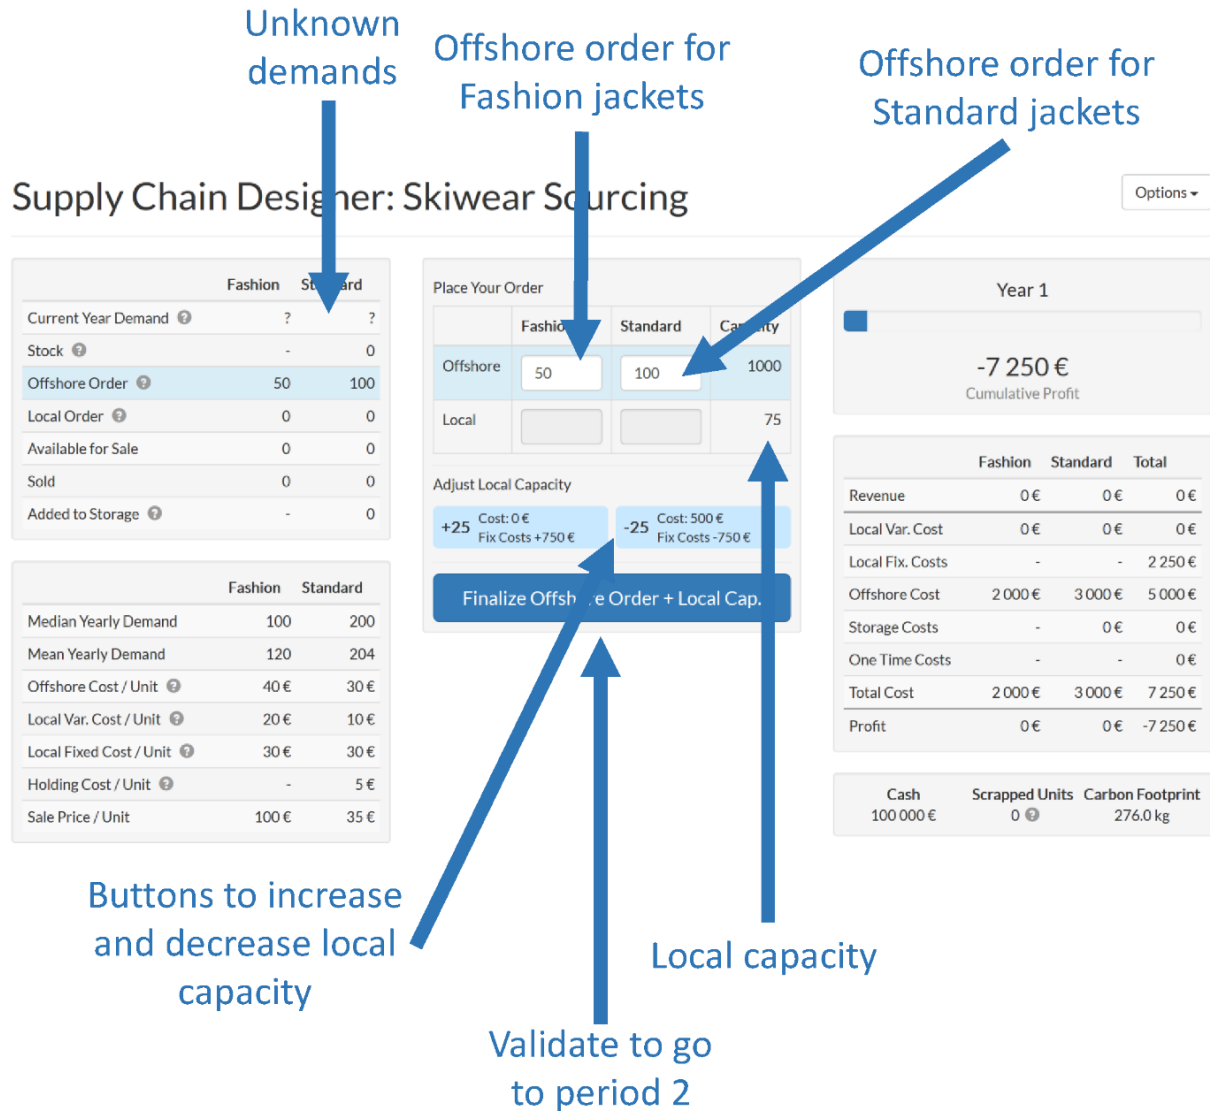 Unknown
demands
Offshore order for
Fashion jackets
Offshore order for
Standard jackets
Supply Chain Designer: Skiwear Sourcing
Options
Fashion Standard
Current Year Demand ? ? ?
Stock ? - 0
Offshore Order ? 50 100
Local Order ? 0 0
Available for Sale 0 0
Sold 0 0
Added to Storage ? - 0
Fashion Standard
Median Yearly Demand 100 200
Mean Yearly Demand 120 204
Offshore Cost / Unit ? 40 € 30 €
Local Var. Cost / Unit ? 20 € 10 €
Local Fixed Cost / Unit ? 30 € 30 €
Holding Cost / Unit ? - 5 €
Sale Price / Unit 100 € 35 €
Place Your Order
Fashion Standard Capacity
Offshore 50 100 1000
Local 75
Adjust Local Capacity
+25 Cost: 0 €
Fix Costs +750 €
-25 Cost: 500 €
Fix Costs -750 €
Finalize Offshore Order + Local Cap.
Year 1
-7 250 €
Cumulative Profit
Fashion Standard Total
Revenue 0 € 0 € 0 €
Local Var. Cost 0 € 0 € 0 €
Local Fix. Costs - - 2 250 €
Offshore Cost 2 000 € 3 000 € 5 000 €
Storage Costs - 0 € 0 €
One Time Costs - - 0 €
Total Cost 2 000 € 3 000 € 7 250 €
Profit 0 € 0 € -7 250 €
Cash Scrapped Units Carbon Footprint
100 000 € 0 ? 276.0 kg
Buttons to increase
and decrease local
capacity
Local capacity
Validate to go
to period 2